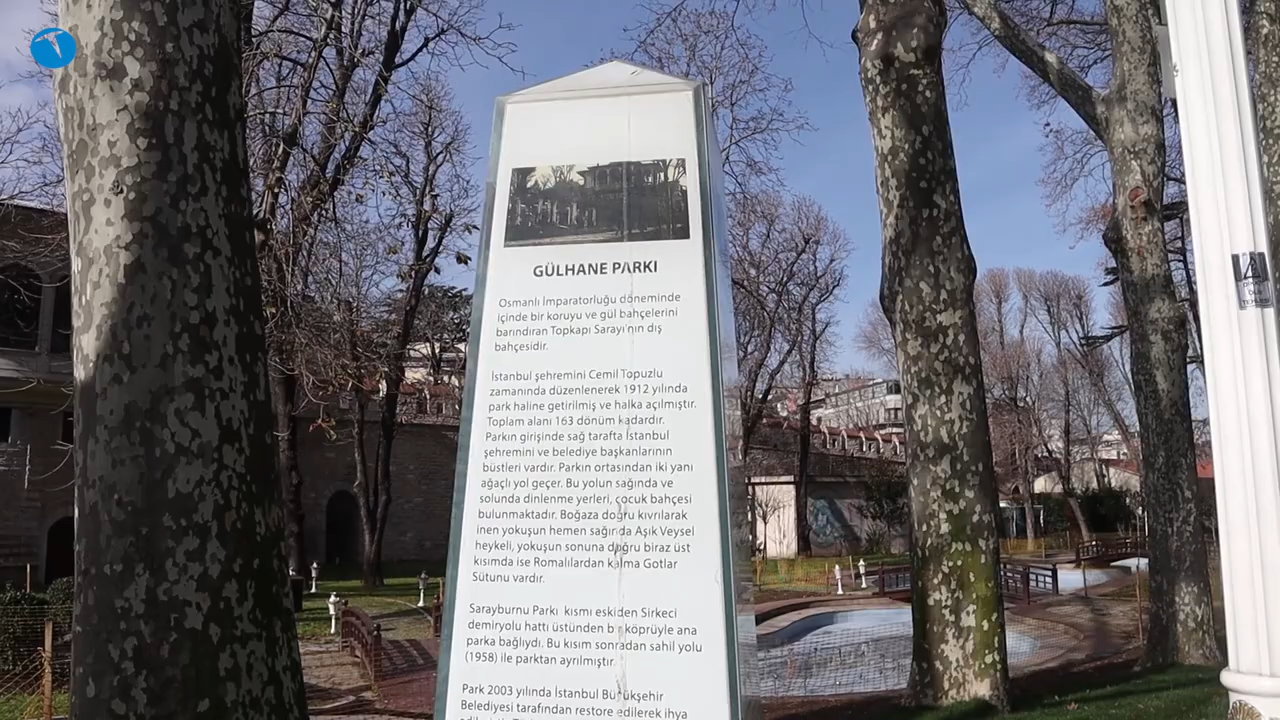 GÜLHANE PARKI
Osmanlı İmparatorluğu döneminde
içinde bir koruyu ve gül bahçelerini
barındıran Topkapı Sarayı'nın dış
bahçesidir.
İstanbul şehremini Cemil Topuzlu
zamanında düzenlenerek 1912 yılında
park haline getirilmiş ve halka açılmıştır.
Toplam alanı 163 dönüm kadardır.
Parkın girişinde sağ tarafta İstanbul
şehremini ve belediye başkanlarının
büstleri vardır. Parkın ortasından iki yanı
ağaçlı yol geçer. Bu yolun sağında ve
solunda dinlenme yerleri, çocuk bahçesi
bulunmaktadır. Boğaza doğru kıvrılarak
inen yokuşun hemen sağında Aşık Veysel
heykeli, yokuşun sonuna doğru biraz üst
kısımda ise Romalılardan kalma Gotlar
Sütunu vardır.
Sarayburnu Parkı kısmı eskiden Sirkeci
demiryolu hattı üstünden bir köprüyle ana
parka bağlıydı. Bu kısım sonradan sahil yolu
(1958) ile parktan ayrılmıştır.
Park 2003 yılında İstanbul Büyükşehir
Belediyesi tarafından restore edilerek ihya